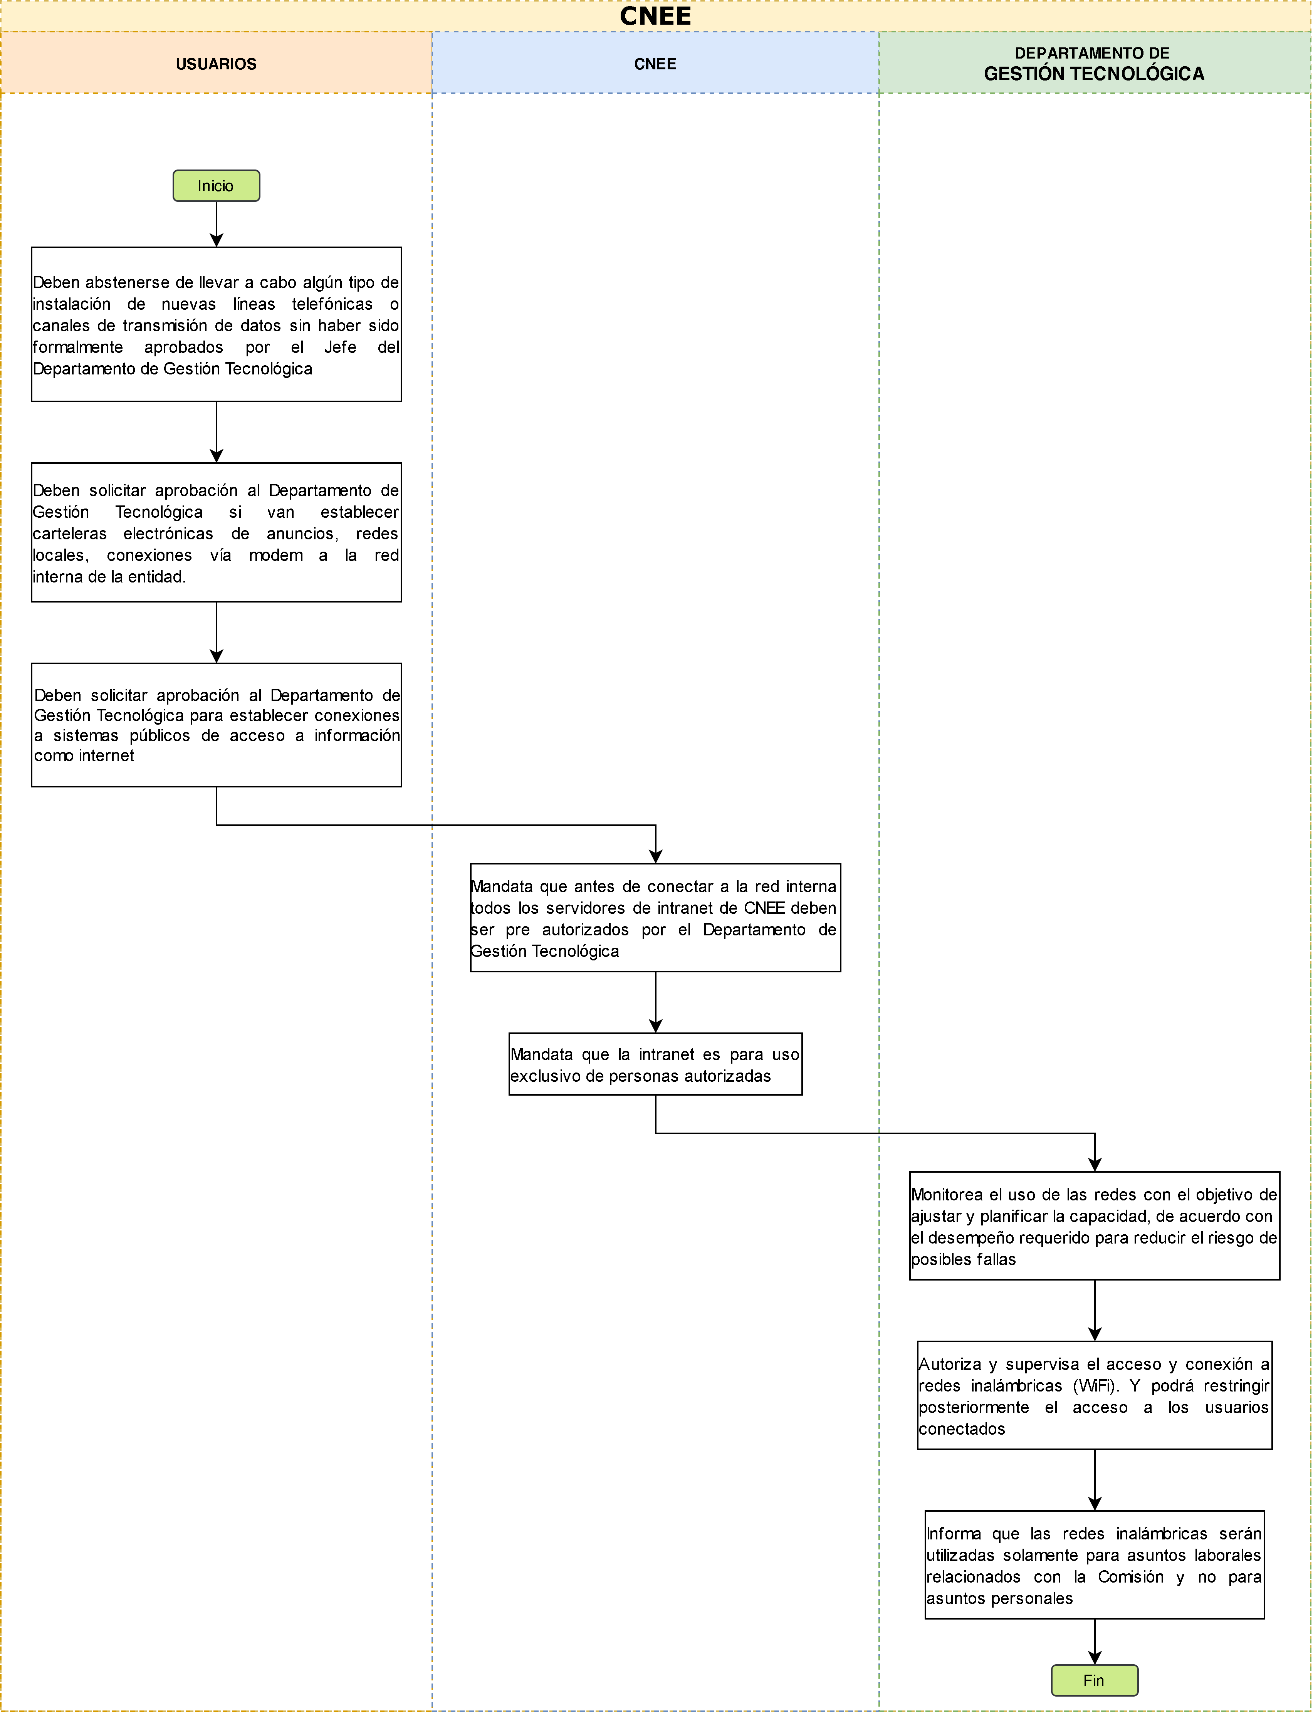 CNEE
USUARIOS
CNEE
DEPARTAMENTO DE
GESTIÓN TECNOLÓGICA
Inicio
Deben abstenerse de llevar a cabo algún tipo de
instalación de nuevas líneas telefónicas o
canales de transmisión de datos sin haber sido
formalmente aprobados por el Jefe del
Departamento de Gestión Tecnológica
Deben solicitar aprobación al Departamento de
Gestión Tecnológica si van establecer
carteleras electrónicas de anuncios, redes
locales, conexiones vía modem a la red
interna de la entidad.
Deben solicitar aprobación al Departamento de
Gestión Tecnológica para establecer conexiones
a sistemas públicos de acceso a información
como internet
Mandata que antes de conectar a la red interna
todos los servidores de intranet de CNEE deben
ser pre autorizados por el Departamento de
Gestión Tecnológica
Mandata que la intranet es para uso
exclusivo de personas autorizadas
Monitorea el uso de las redes con el objetivo de
ajustar y planificar la capacidad, de acuerdo con
el desempeño requerido para reducir el riesgo de
posibles fallas
Autoriza y supervisa el acceso y conexión a
redes inalámbricas (WiFi). Y podrá restringir
posteriormente el acceso a los usuarios
conectados
Informa que las redes inalámbricas serán
utilizadas solamente para asuntos laborales
relacionados con la Comisión y no para
asuntos personales
Fin